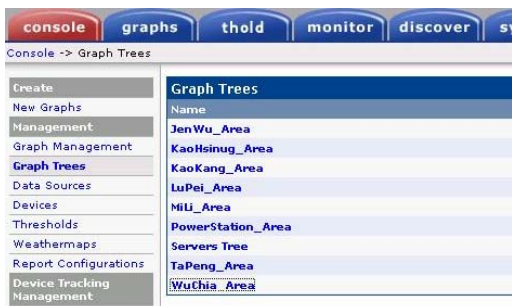 console graphs thold monitor discover
Console -> Graph Trees
Create
New Graphs
Management
Graph Management
Graph Trees
Data Sources
Devices
Thresholds
Weathermaps
Report Configurations
Device Tracking
Management
Graph Trees
Name
JenWu_Area
KaoHsinug_Area
KaoKang_Area
LuPei_Area
MiLi_Area
PowerStation_Area
Servers Tree
TaPeng_Area
WuChia_Area